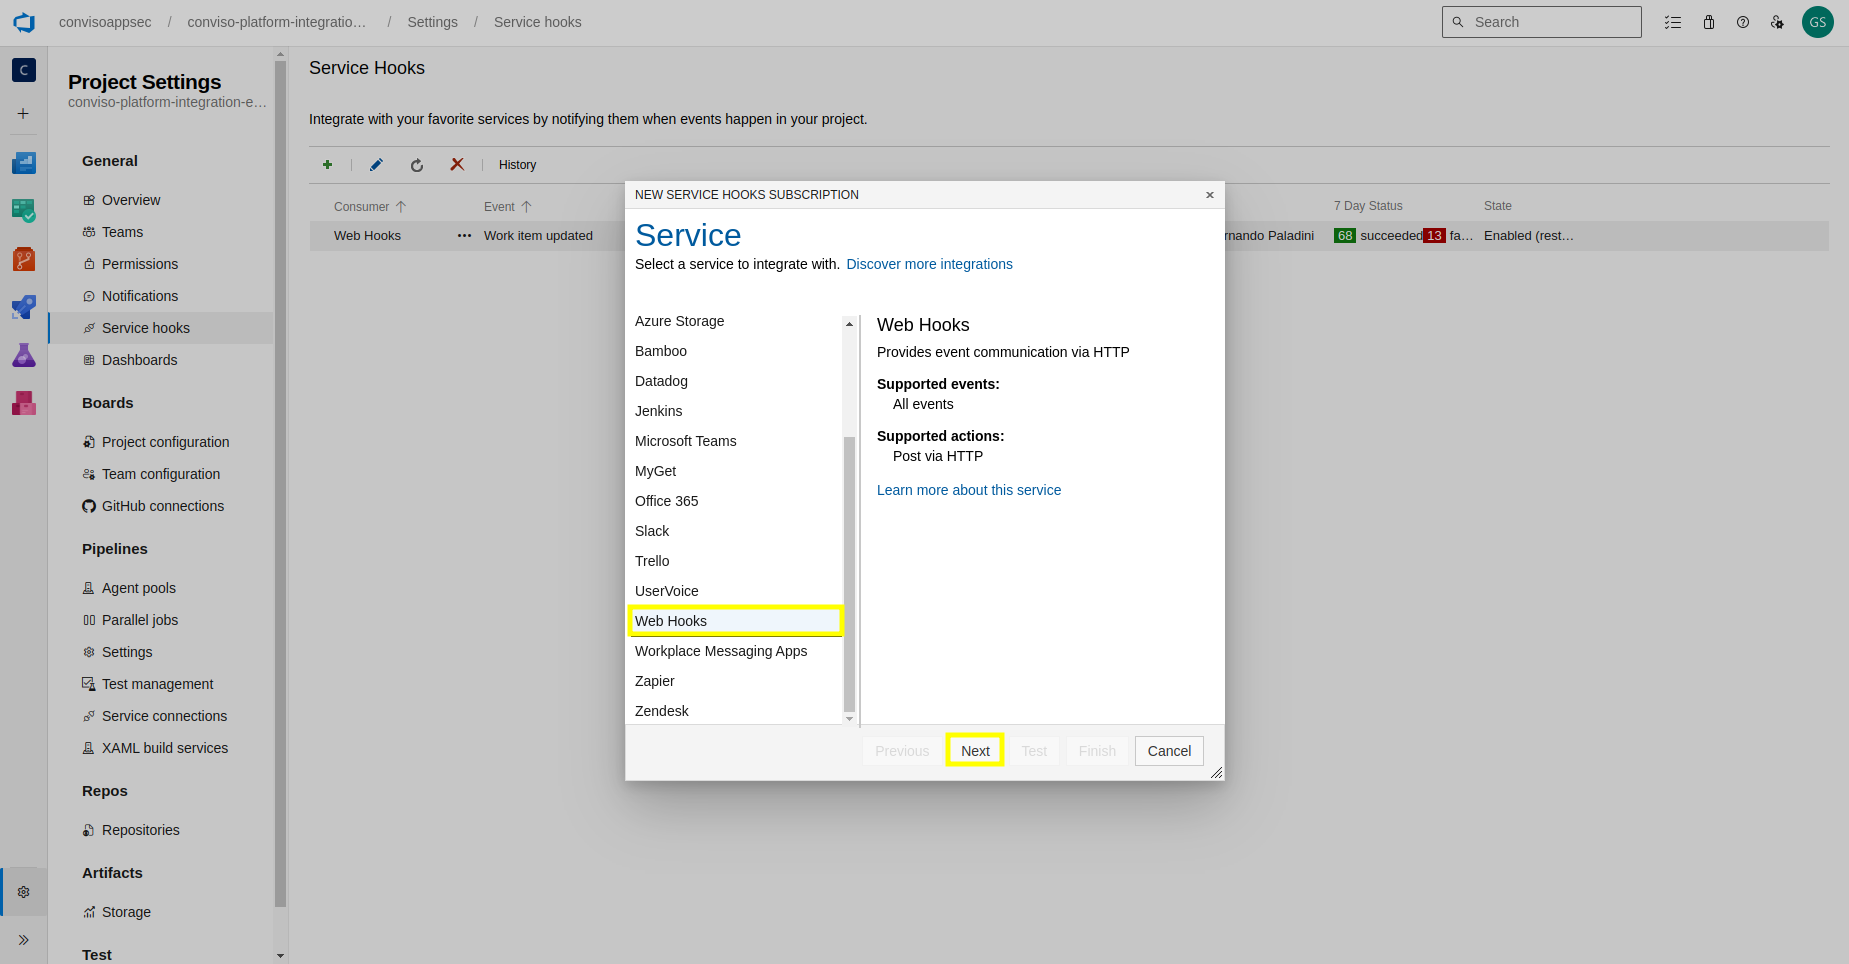 convisoappsec / conviso-platform-integratio… / Settings / Service hooks
Search
GS
C
Project Settings
conviso-platform-integration-e…
General
Overview
Teams
Permissions
Notifications
Service hooks
Dashboards
Boards
Project configuration
Team configuration
GitHub connections
Pipelines
Agent pools
Parallel jobs
Settings
Test management
Service connections
XAML build services
Repos
Repositories
Artifacts
Storage
Test
Service Hooks
Integrate with your favorite services by notifying them when events happen in your project.
History
Consumer Event 7 Day Status State
Web Hooks ••• Work item updated rnando Paladini 68 succeeded 13 fa… Enabled (rest…
NEW SERVICE HOOKS SUBSCRIPTION
Service
Select a service to integrate with. Discover more integrations
Azure Storage
Bamboo
Datadog
Jenkins
Microsoft Teams
MyGet
Office 365
Slack
Trello
UserVoice
Web Hooks
Workplace Messaging Apps
Zapier
Zendesk
Web Hooks
Provides event communication via HTTP
Supported events:
All events
Supported actions:
Post via HTTP
Learn more about this service
Previous Next Test Finish Cancel